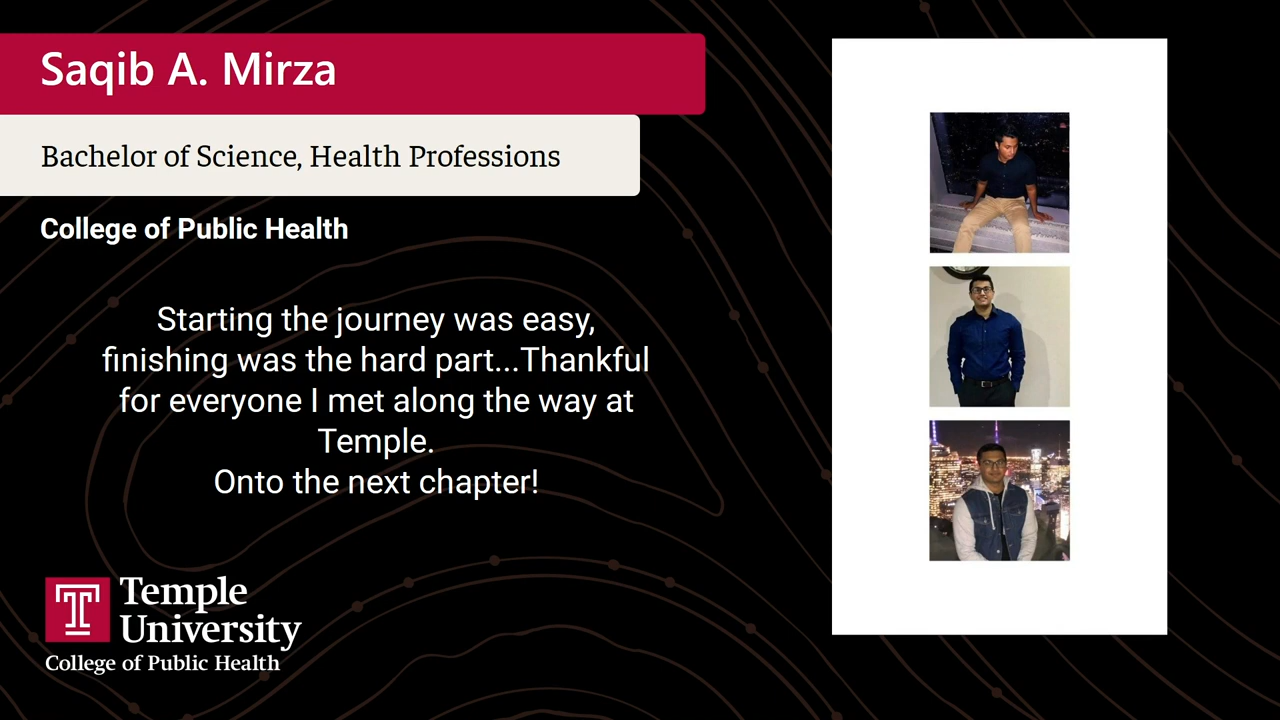 Saqib A. Mirza
Bachelor of Science, Health Professions
College of Public Health
Starting the journey was easy,
finishing was the hard part...Thankful
for everyone I met along the way at
Temple.
Onto the next chapter!
Temple
University
College of Public Health